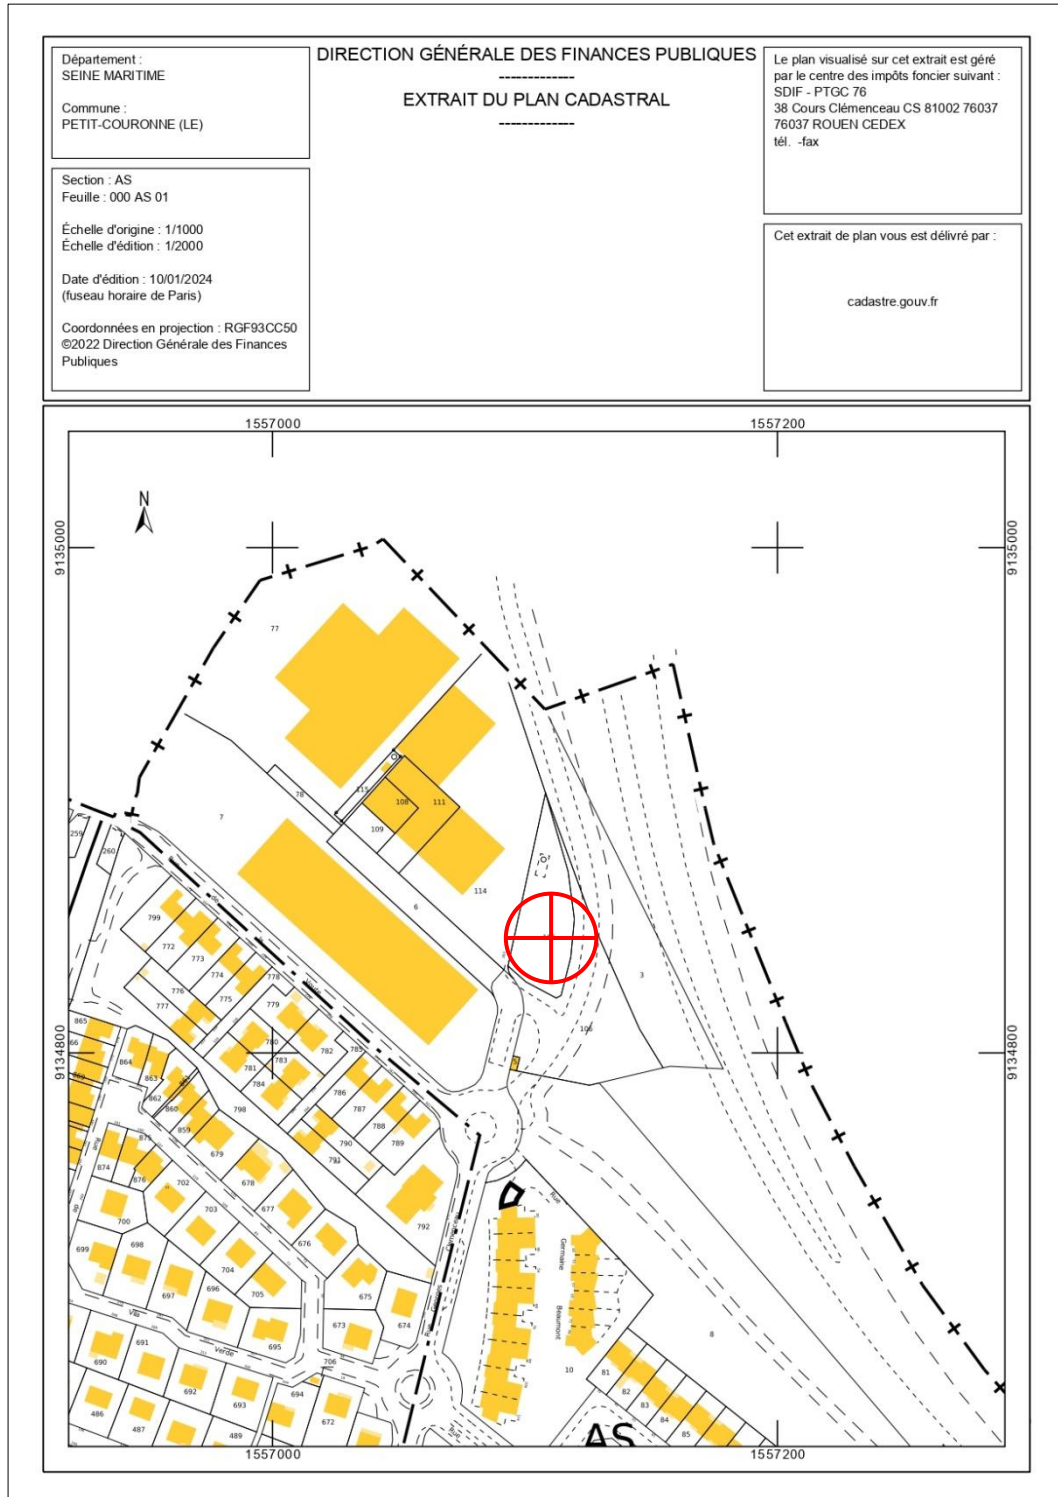 Département :
SEINE MARITIME
Commune :
PETIT-COURONNE (LE)
Section : AS
Feuille : 000 AS 01
Échelle d'origine : 1/1000
Échelle d'édition : 1/2000
Date d'édition : 10/01/2024
(fuseau horaire de Paris)
Coordonnées en projection : RGF93CC50
©2022 Direction Générale des Finances
Publiques
DIRECTION GÉNÉRALE DES FINANCES PUBLIQUES
-------------
EXTRAIT DU PLAN CADASTRAL
-------------
Le plan visualisé sur cet extrait est géré
par le centre des impôts foncier suivant :
SDIF - PTGC 76
38 Cours Clémenceau CS 81002 76037
76037 ROUEN CEDEX
tél. -fax
Cet extrait de plan vous est délivré par :
cadastre.gouv.fr
1557000
1557200
N
9135000
9135000
77
78
115
108
111
109
7
259
260
114
6
799
772
773
774
775
776
777
778
779
3
106
865
864
863
862
860
859
780
781
782
783
784
785
786
787
788
789
790
791
792
798
9134800
9134800
874
875
876
679
678
677
676
675
674
673
702
703
704
705
700
699
698
697
696
695
Rue
de
Rue
Germaine
Beaumont
8
Verde
706
691
690
692
693
694
672
486
487
489
10
81
82
83
84
85
Rue
AS
1557000
1557200